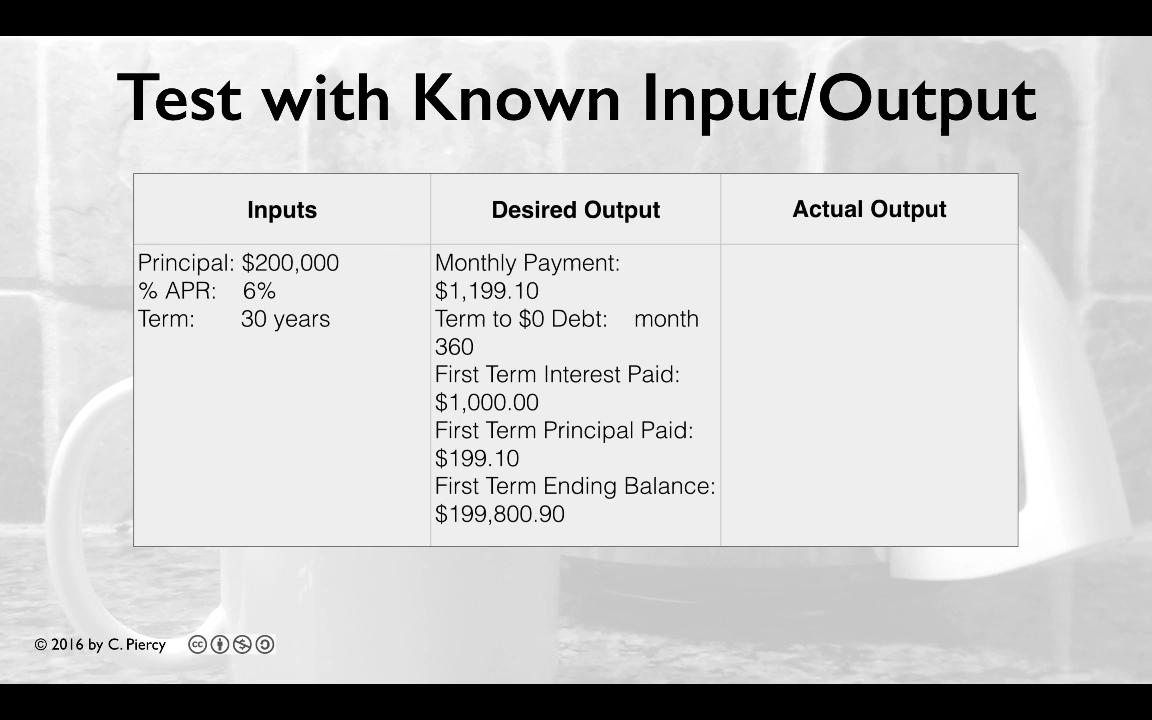 Test with Known Input/Output
Inputs
Desired Output
Actual Output
Principal: $200,000
% APR: 6%
Term: 30 years
Monthly Payment:
$1,199.10
Term to $0 Debt: month
360
First Term Interest Paid:
$1,000.00
First Term Principal Paid:
$199.10
First Term Ending Balance:
$199,800.90
© 2016 by C. Piercy
cc